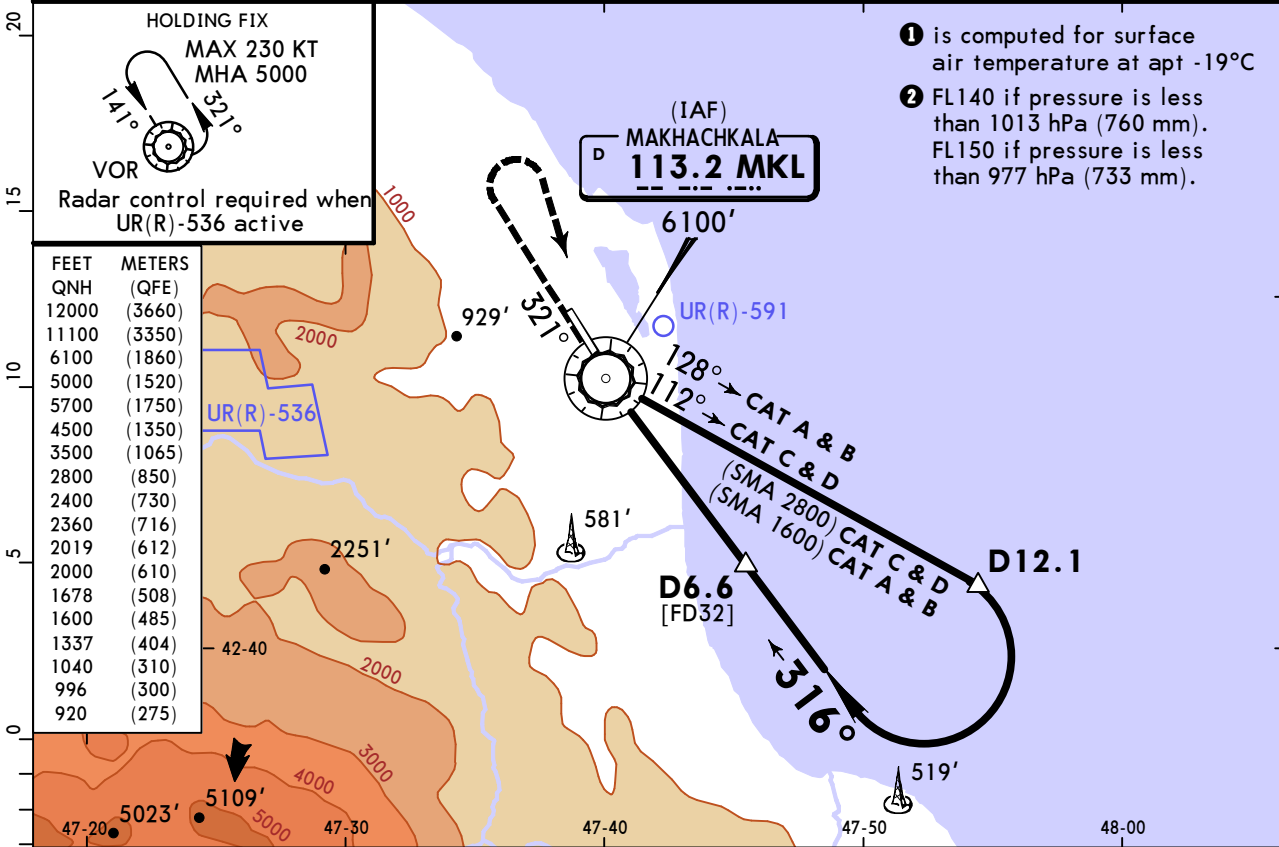 HOLDING FIX
MAX 230 KT
MHA 5000
141°
321°
VOR
Radar control required when
UR(R)-536 active
❶ is computed for surface
air temperature at apt -19°C
❷ FL140 if pressure is less
than 1013 hPa (760 mm).
FL150 if pressure is less
than 977 hPa (733 mm).
(IAF)
MAKHACHKALA
D 113.2 MKL
6100'
FEET METERS
QNH (QFE)
12000 (3660)
11100 (3350)
6100 (1860)
5000 (1520)
5700 (1750)
4500 (1350)
3500 (1065)
2800 (850)
2400 (730)
2360 (716)
2019 (612)
2000 (610)
1678 (508)
1600 (485)
1337 (404)
1040 (310)
996 (300)
920 (275)
20
15
10
5
0
1000
2000
929'
321°
UR(R)-591
UR(R)-536
128° CAT A & B
112° CAT C & D
(SMA 2800) CAT C & D
(SMA 1600) CAT A & B
581'
2251'
D6.6
[FD32]
D12.1
316°
42-40
2000
3000
4000
5000
5023'
5109'
519'
47-20
47-30
47-40
47-50
48-00